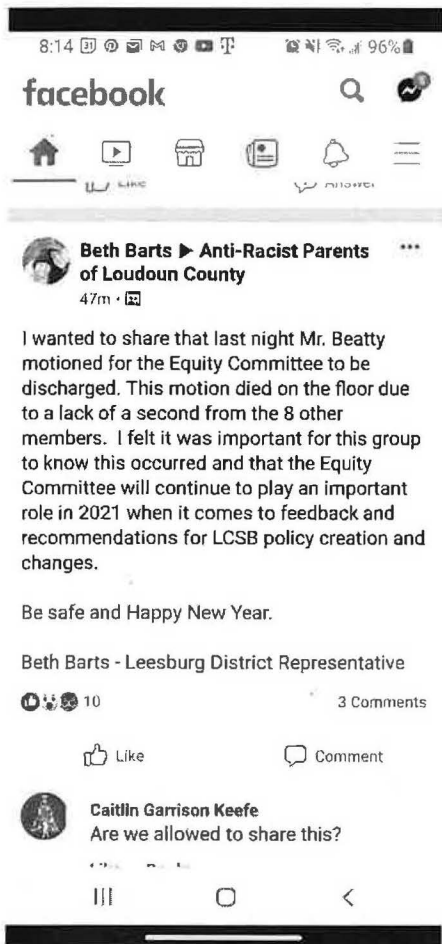 8:14 31 96%
facebook
Like Answer
Beth Barts ▶ Anti-Racist Parents
of Loudoun County
47m ·
I wanted to share that last night Mr. Beatty
motioned for the Equity Committee to be
discharged. This motion died on the floor due
to a lack of a second from the 8 other
members. I felt it was important for this group
to know this occurred and that the Equity
Committee will continue to play an important
role in 2021 when it comes to feedback and
recommendations for LCSB policy creation and
changes.
Be safe and Happy New Year.
Beth Barts - Leesburg District Representative
10 3 Comments
Like Comment
Caitlin Garrison Keefe
Are we allowed to share this?